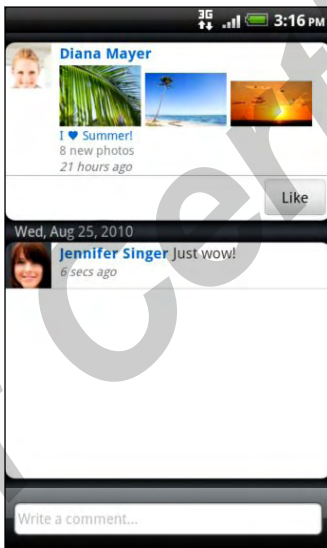 3G 3:16 PM
Diana Mayer
I ♥ Summer!
8 new photos
21 hours ago
Like
Wed, Aug 25, 2010
Jennifer Singer Just wow!
6 secs ago
Write a comment...